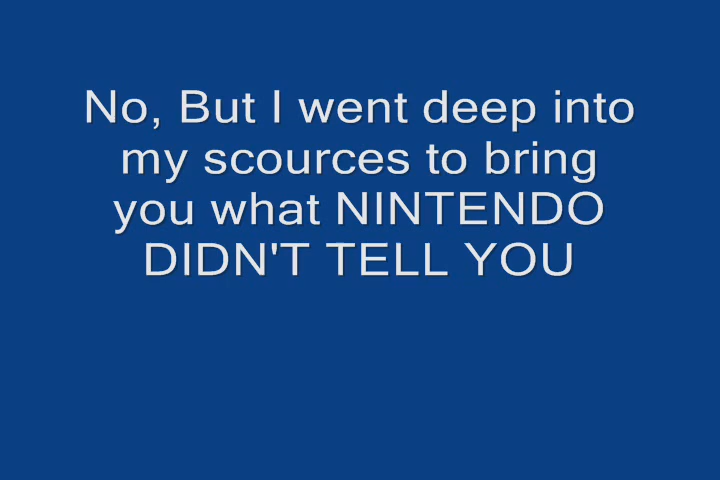 No, But I went deep into
my scources to bring
you what NINTENDO
DIDN'T TELL YOU